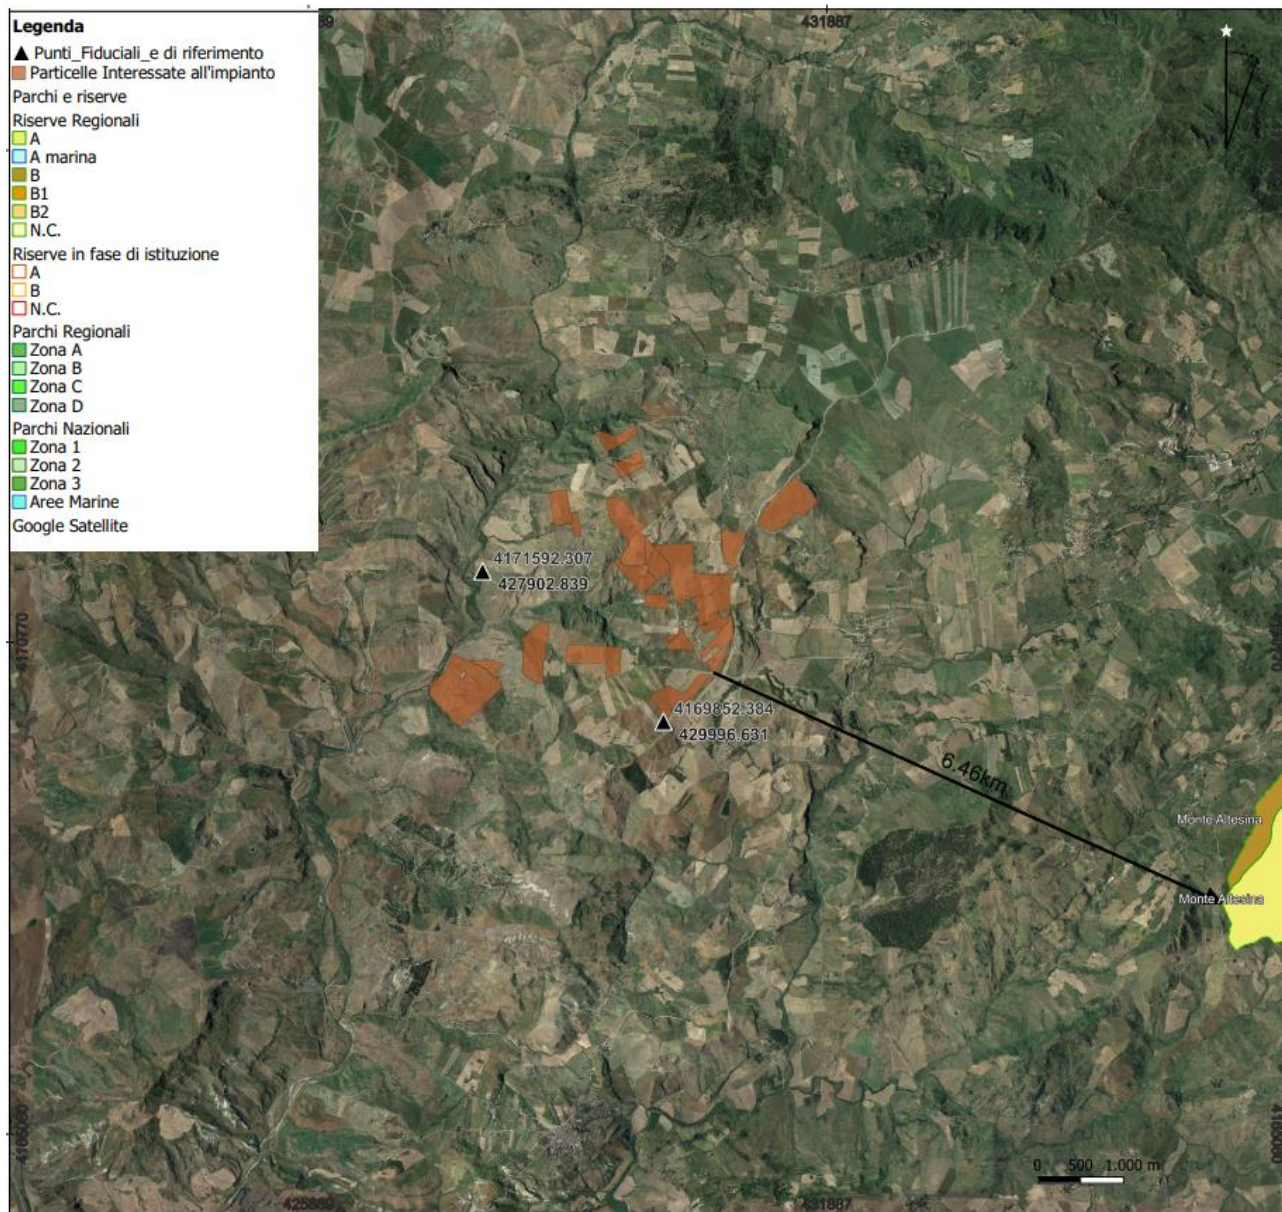 Legenda
Punti_Fiduciali_e di riferimento
Particelle Interessate all'impianto
Parchi e riserve
Riserve Regionali
A
A marina
B
B1
B2
N.C.
Riserve in fase di istituzione
A
B
N.C.
Parchi Regionali
Zona A
Zona B
Zona C
Zona D
Parchi Nazionali
Zona 1
Zona 2
Zona 3
Aree Marine
Google Satellite
431887
4171592.307
427902.839
4170770
4169852.384
429996.631
6.46km
Monte Altesina
Monte Altesina
0 500 1.000 m
425869
431887